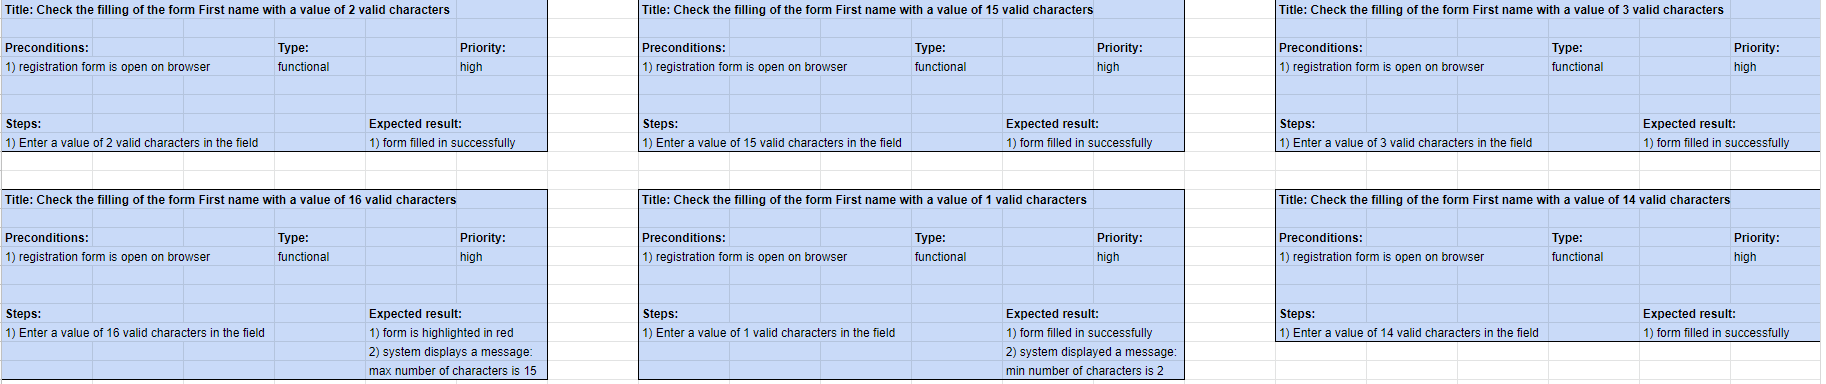 Title: Check the filling of the form First name with a value of 2 valid characters
Preconditions: Type: Priority:
1) registration form is open on browser functional high
Steps: Expected result:
1) Enter a value of 2 valid characters in the field 1) form filled in successfully
Title: Check the filling of the form First name with a value of 15 valid characters
Preconditions: Type: Priority:
1) registration form is open on browser functional high
Steps: Expected result:
1) Enter a value of 15 valid characters in the field 1) form filled in successfully
Title: Check the filling of the form First name with a value of 3 valid characters
Preconditions: Type: Priority:
1) registration form is open on browser functional high
Steps: Expected result:
1) Enter a value of 3 valid characters in the field 1) form filled in successfully
Title: Check the filling of the form First name with a value of 16 valid characters
Preconditions: Type: Priority:
1) registration form is open on browser functional high
Steps: Expected result:
1) Enter a value of 16 valid characters in the field 1) form is highlighted in red
2) system displays a message:
max number of characters is 15
Title: Check the filling of the form First name with a value of 1 valid characters
Preconditions: Type: Priority:
1) registration form is open on browser functional high
Steps: Expected result:
1) Enter a value of 1 valid characters in the field 1) form filled in successfully
2) system displayed a message:
min number of characters is 2
Title: Check the filling of the form First name with a value of 14 valid characters
Preconditions: Type: Priority:
1) registration form is open on browser functional high
Steps: Expected result:
1) Enter a value of 14 valid characters in the field 1) form filled in successfully